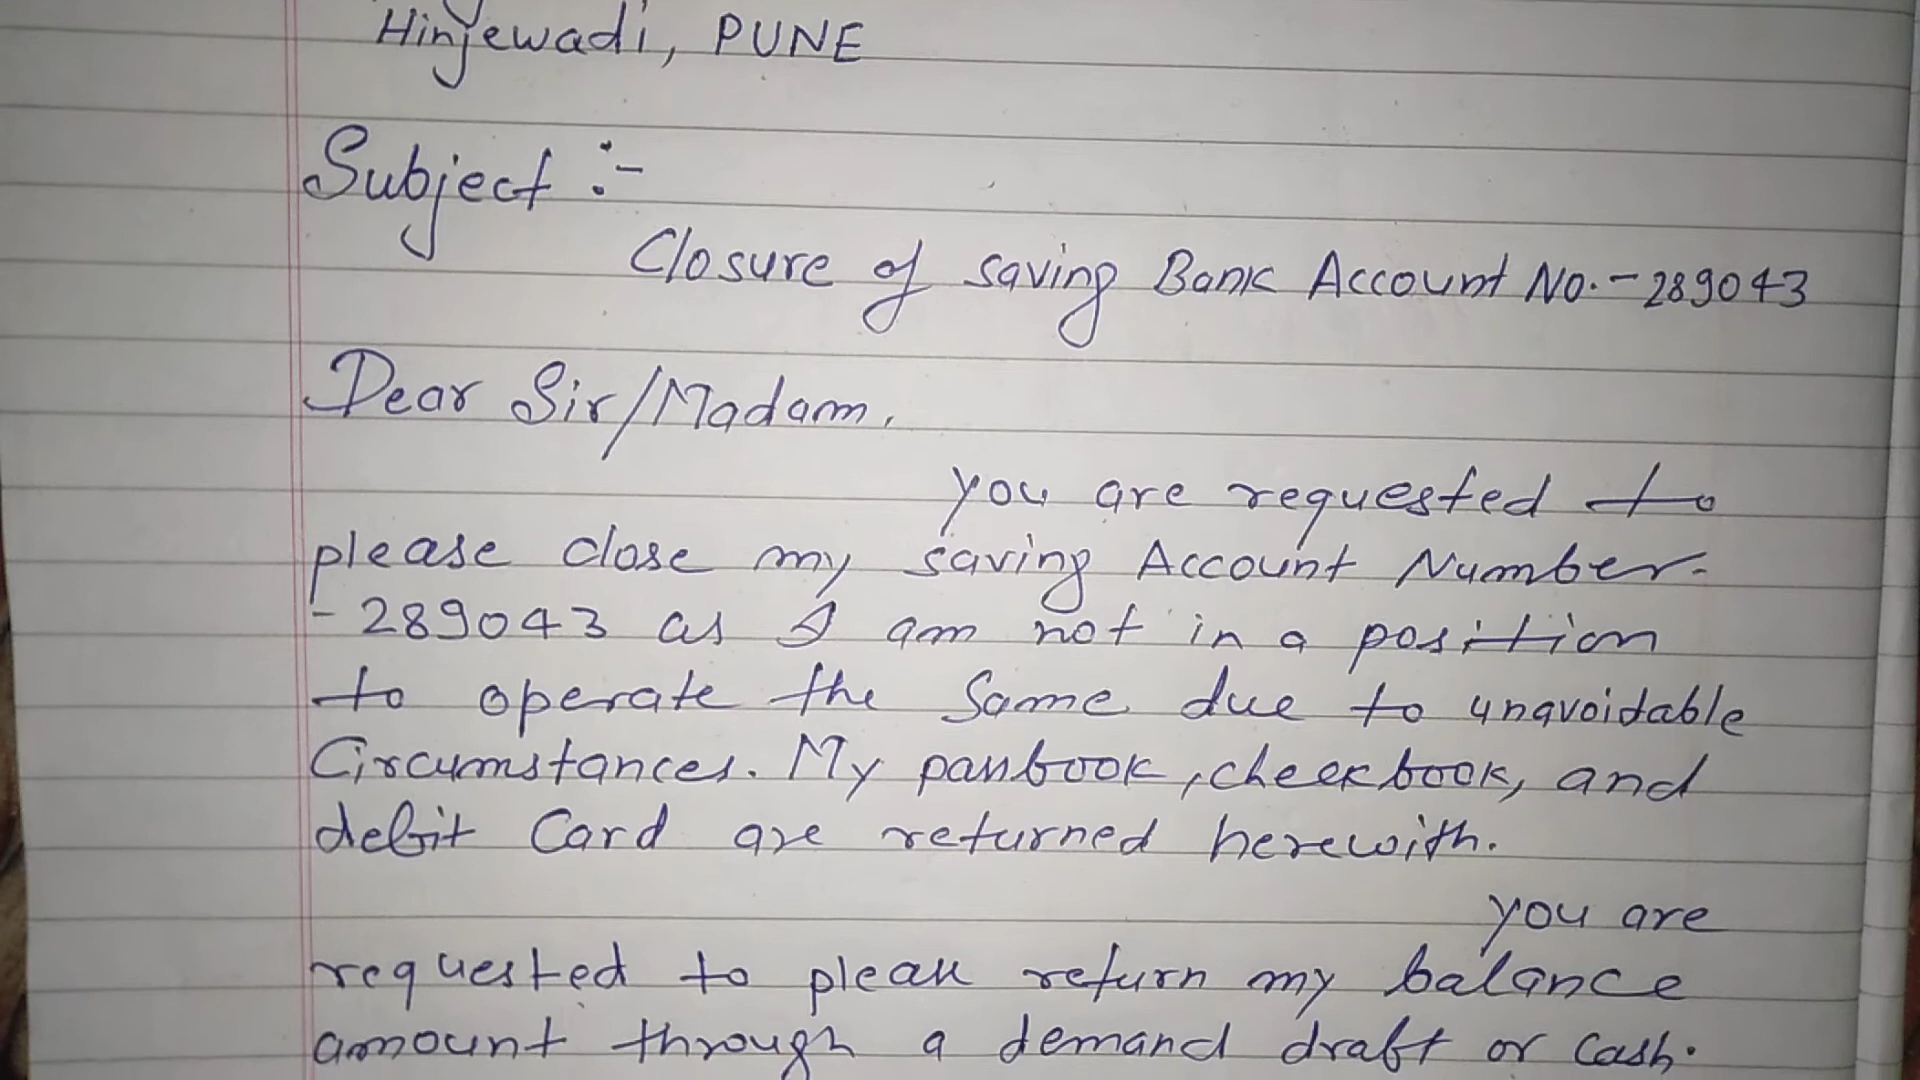 Hinjewadi, PUNE
Subject :-
Closure of saving Bank Account No.-289043
Dear Sir/Madam,
you are requested to
please close my saving Account Number-
-289043 as I am not in a position
to operate the Same due to unavoidable
Circumstances. My passbook, cheekbook, and
debit Card are returned herewith.
you are
requested to please return my balance
amount through a demand draft or Cash.